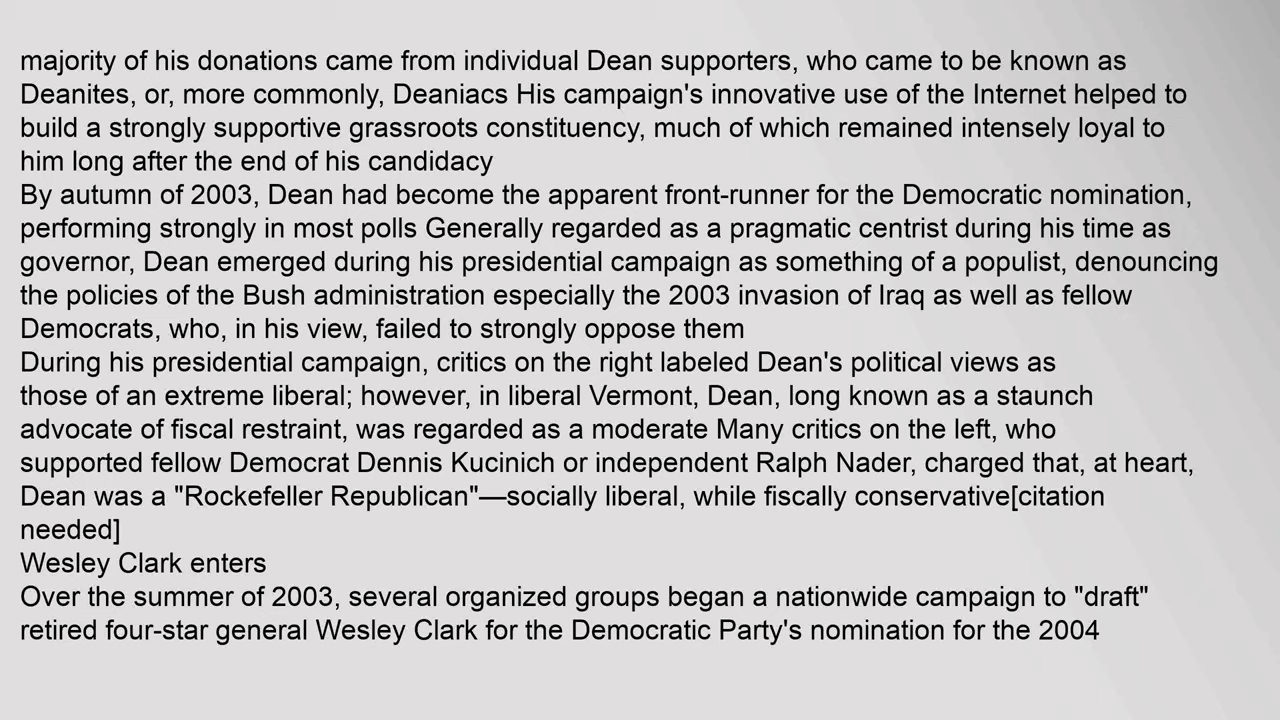 majority of his donations came from individual Dean supporters, who came to be known as
Deanites, or, more commonly, Deaniacs His campaign's innovative use of the Internet helped to
build a strongly supportive grassroots constituency, much of which remained intensely loyal to
him long after the end of his candidacy
By autumn of 2003, Dean had become the apparent front-runner for the Democratic nomination,
performing strongly in most polls Generally regarded as a pragmatic centrist during his time as
governor, Dean emerged during his presidential campaign as something of a populist, denouncing
the policies of the Bush administration especially the 2003 invasion of Iraq as well as fellow
Democrats, who, in his view, failed to strongly oppose them
During his presidential campaign, critics on the right labeled Dean's political views as
those of an extreme liberal; however, in liberal Vermont, Dean, long known as a staunch
advocate of fiscal restraint, was regarded as a moderate Many critics on the left, who
supported fellow Democrat Dennis Kucinich or independent Ralph Nader, charged that, at heart,
Dean was a "Rockefeller Republican"—socially liberal, while fiscally conservative[citation
needed]
Wesley Clark enters
Over the summer of 2003, several organized groups began a nationwide campaign to "draft"
retired four-star general Wesley Clark for the Democratic Party's nomination for the 2004